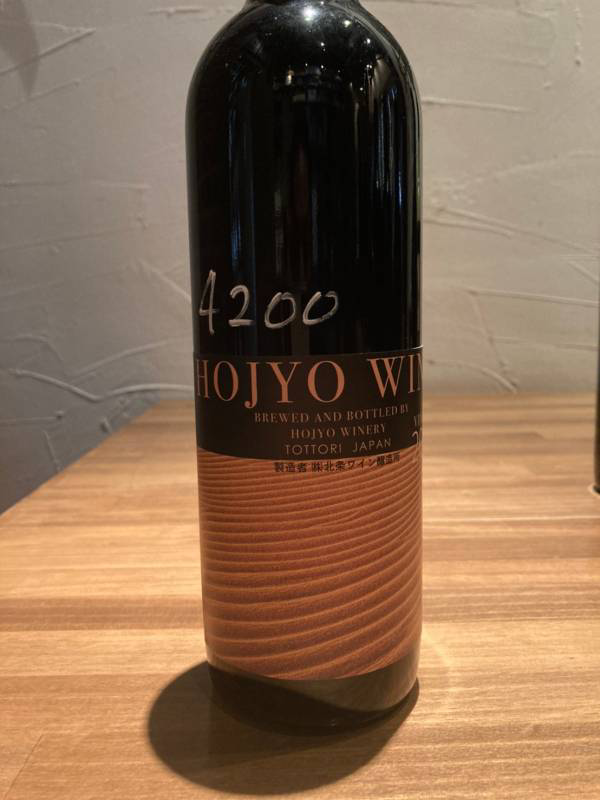 4200
HOJYO WIN
BREWED AND BOTTLED BY
HOJYO WINERY
TOTTORI JAPAN
製造者 ㈱北条ワイン醸造所